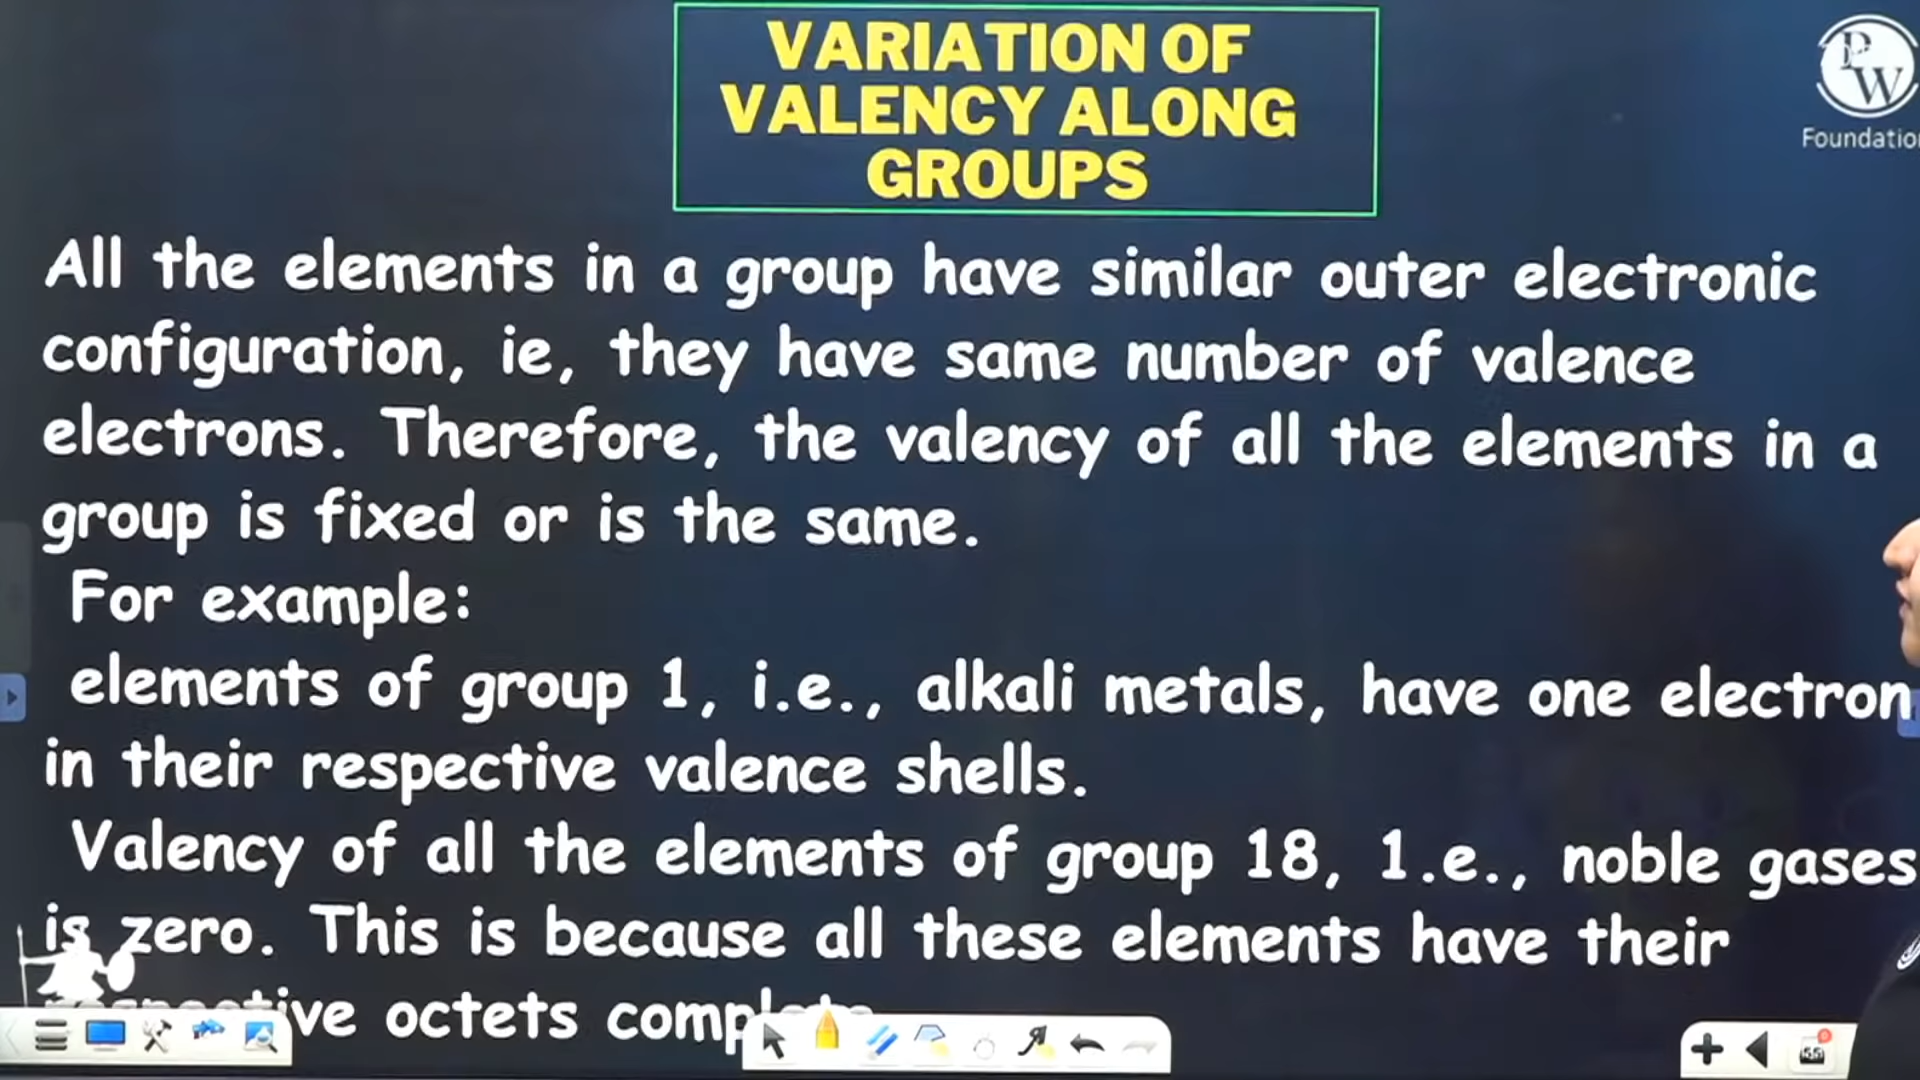 VARIATION OF
VALENCY ALONG
GROUPS
PW
Foundation
All the elements in a group have similar outer electronic
configuration, ie, they have same number of valence
electrons. Therefore, the valency of all the elements in a
group is fixed or is the same.
For example:
elements of group 1, i.e., alkali metals, have one electron
in their respective valence shells.
Valency of all the elements of group 18, 1.e., noble gases
is zero. This is because all these elements have their
octets